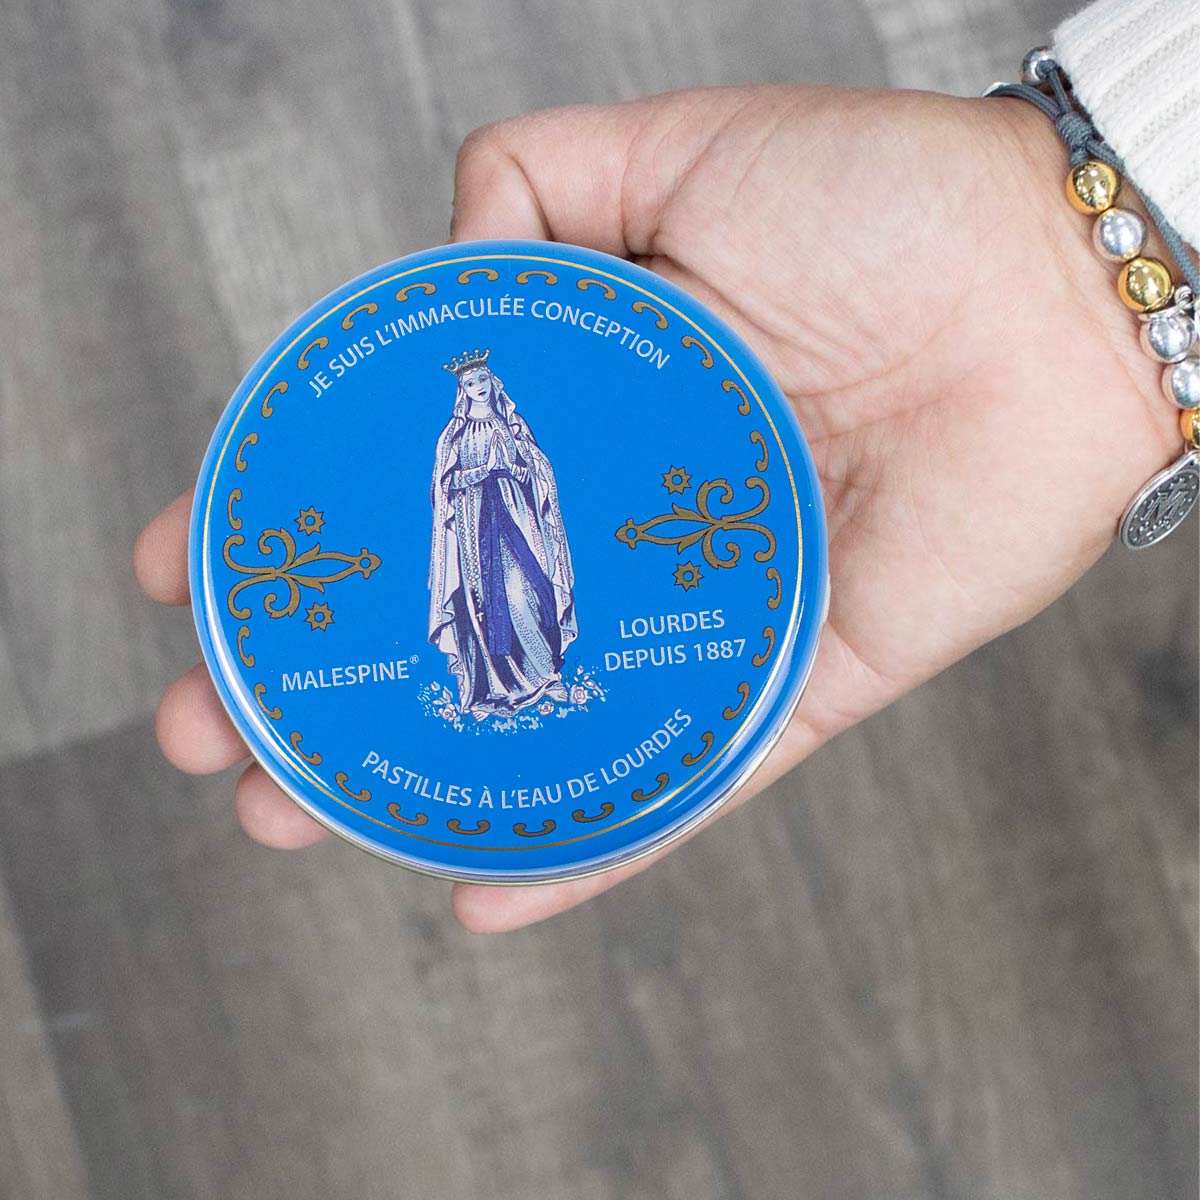 JE SUIS L'IMMACULÉE CONCEPTION
MALESPINE®
LOURDES
DEPUIS 1887
PASTILLES À L'EAU DE LOURDES